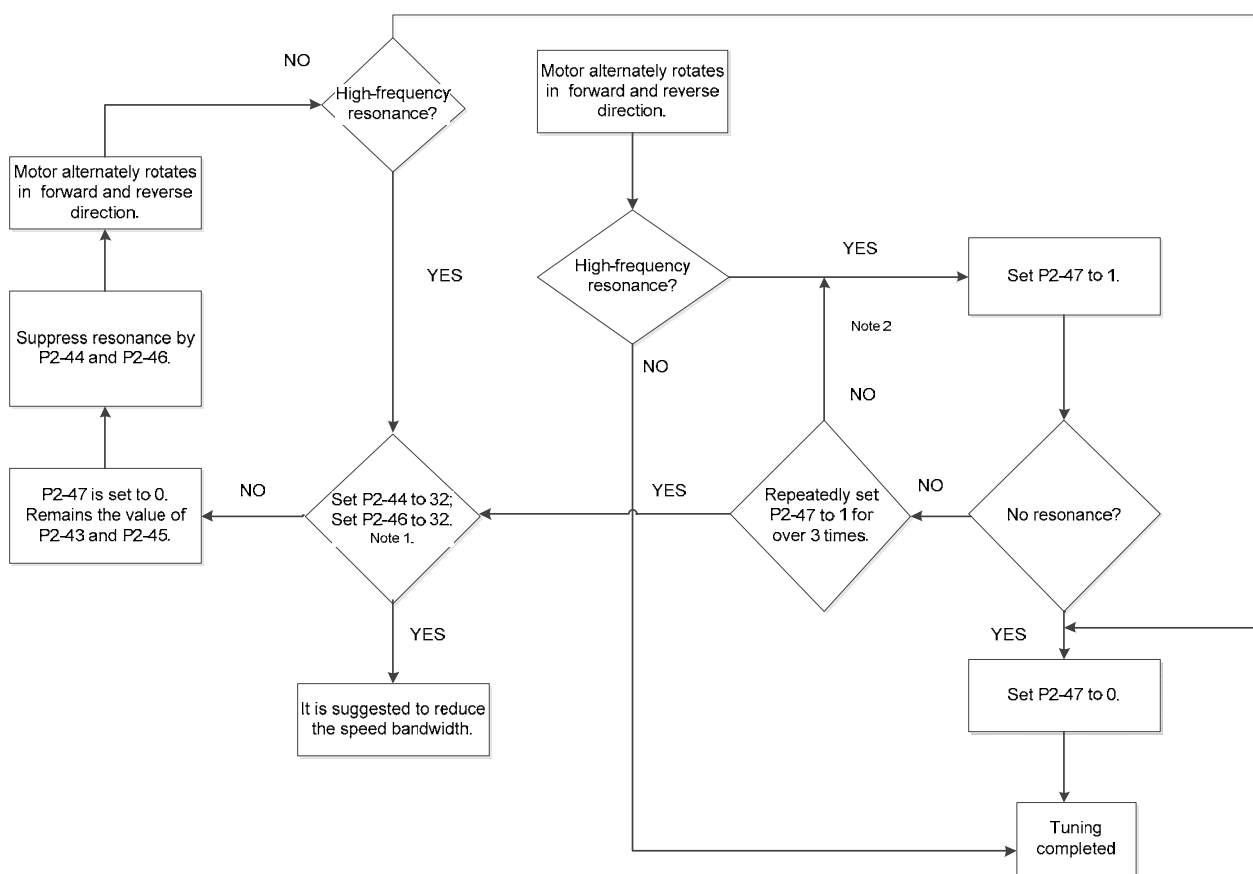 NO
High-frequency
resonance?
Motor alternately rotates
in forward and reverse
direction.
Motor alternately rotates
in forward and reverse
direction.
YES
High-frequency
resonance?
YES
Set P2-47 to 1.
Suppress resonance by
P2-44 and P2-46.
Note 2
NO
NO
P2-47 is set to 0.
Remains the value of
P2-43 and P2-45.
NO
Set P2-44 to 32;
Set P2-46 to 32.
Note 1.
YES
Repeatedly set
P2-47 to 1 for
over 3 times.
NO
No resonance?
YES
YES
It is suggested to reduce
the speed bandwidth.
Set P2-47 to 0.
Tuning
completed